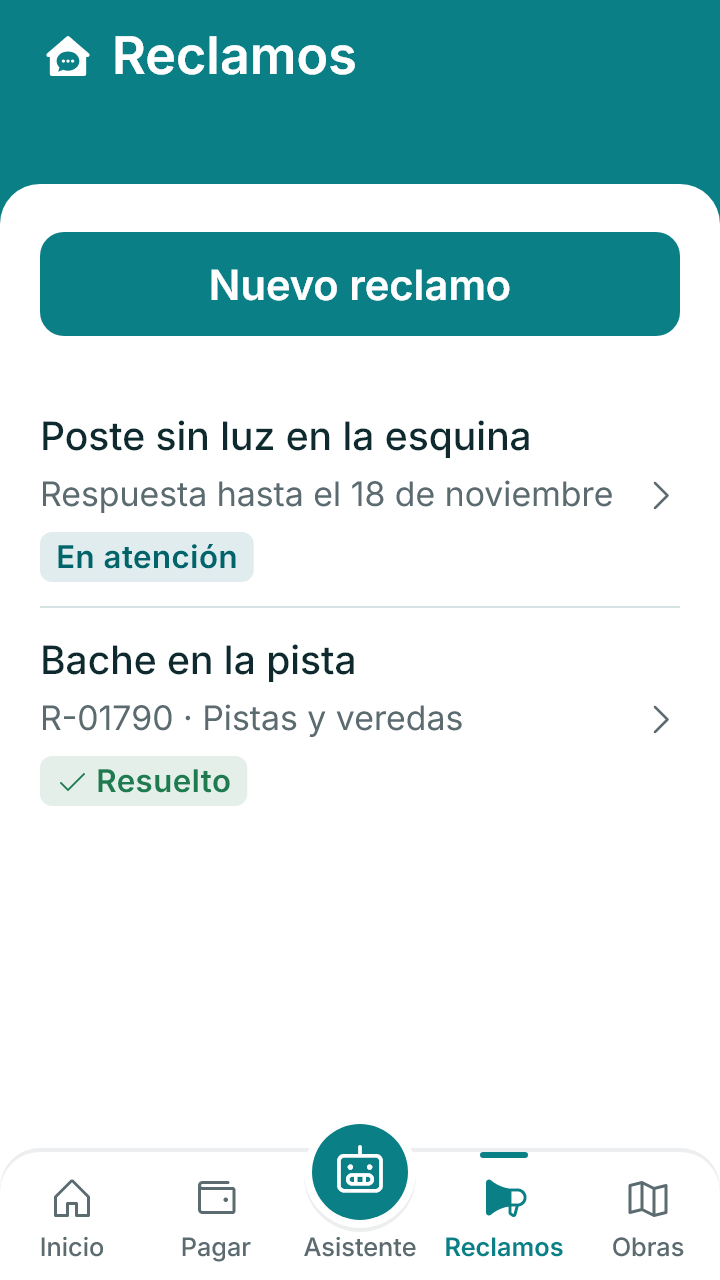 Reclamos
Nuevo reclamo
Poste sin luz en la esquina
Respuesta hasta el 18 de noviembre
En atención
Bache en la pista
R-01790 · Pistas y veredas
Resuelto
Inicio
Pagar
Asistente
Reclamos
Obras